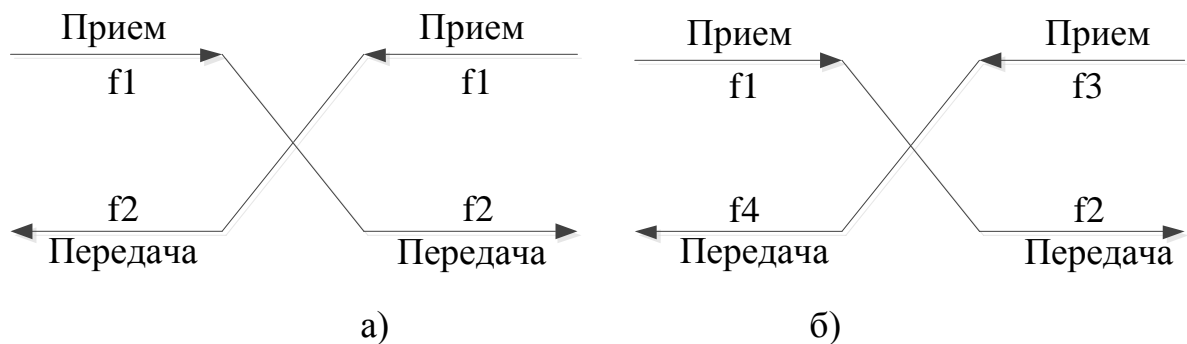 Прием Прием
f1 f1
f2 f2
Передача Передача
а)
Прием Прием
f1 f3
f4 f2
Передача Передача
б)